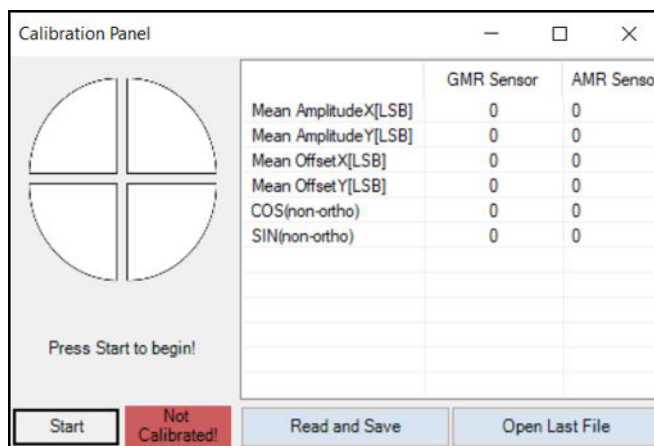 Calibration Panel
GMR Sensor AMR Senso
Mean AmplitudeX[LSB] 0 0
Mean AmplitudeY[LSB] 0 0
Mean OffsetX[LSB] 0 0
Mean OffsetY[LSB] 0 0
COS(non-ortho) 0 0
SIN(non-ortho) 0 0
Press Start to begin!
Start
Not
Calibrated!
Read and Save
Open Last File